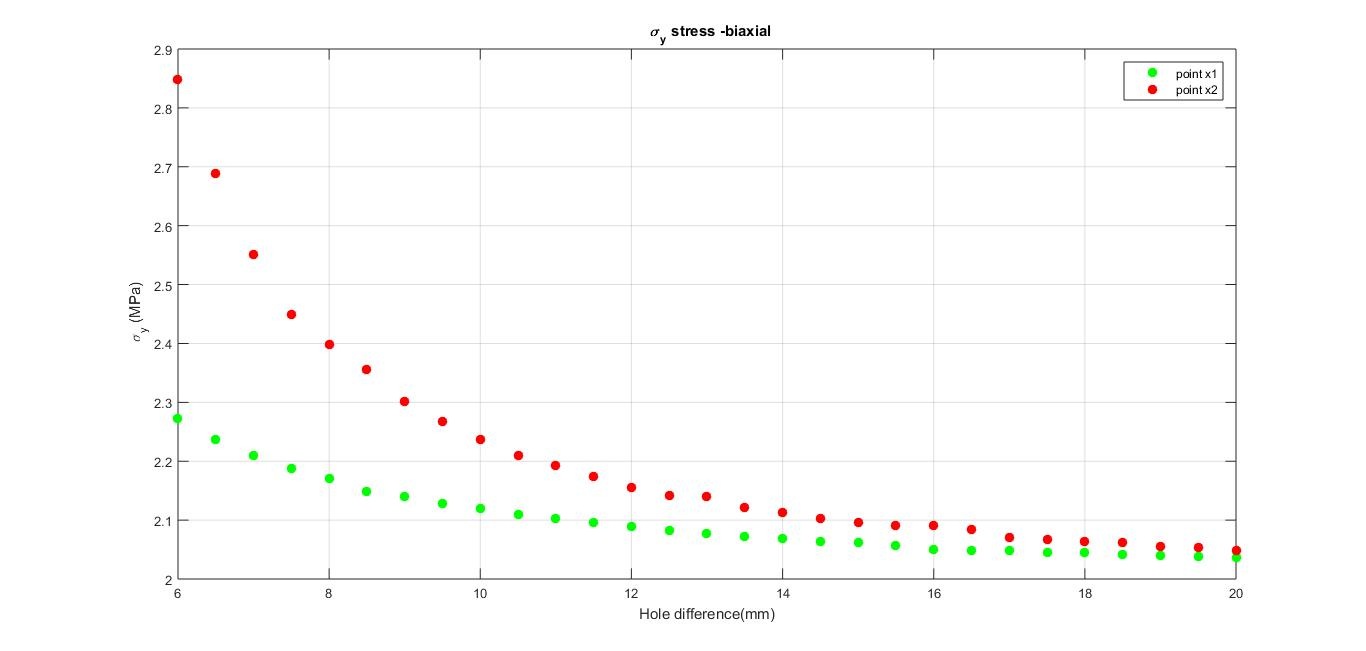 σy stress -biaxial
point x1
point x2
2.9
2.8
2.7
2.6
2.5
2.4
2.3
2.2
2.1
2
σy (MPa)
6 8 10 12 14 16 18 20
Hole difference(mm)